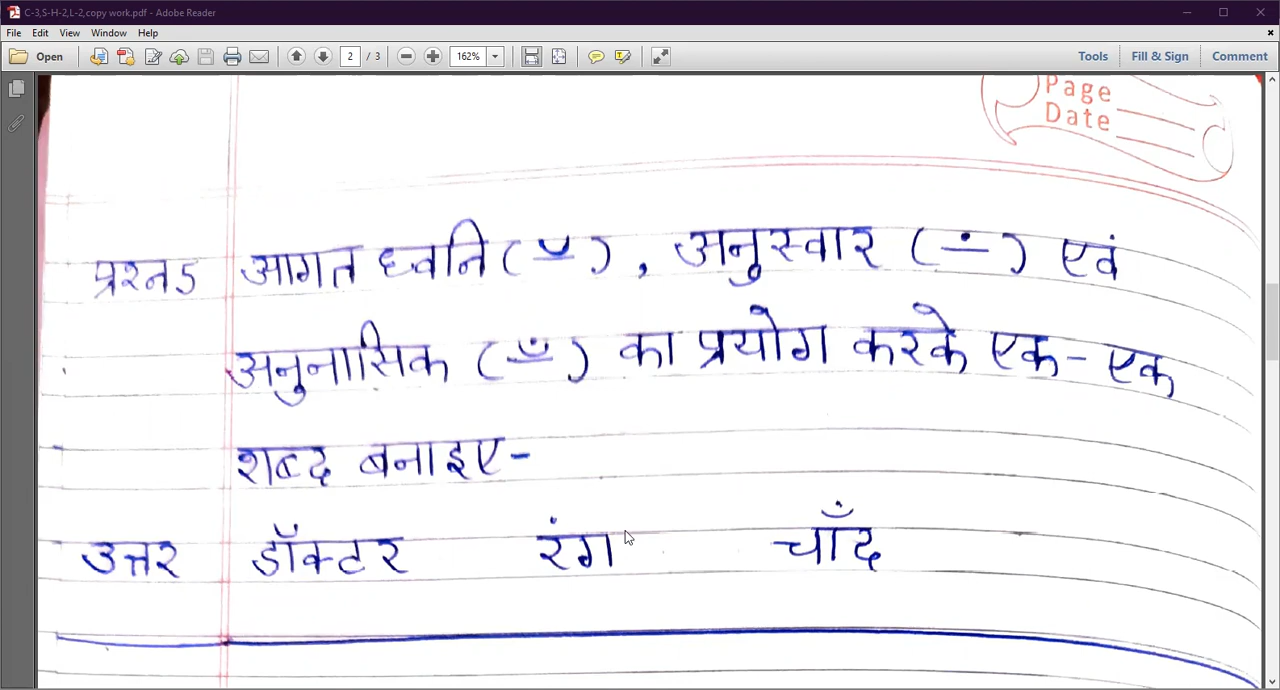 C-3,S-H-2,L-2,copy work.pdf - Adobe Reader
File Edit View Window Help
Open 2 / 3 162% Tools Fill & Sign Comment
Page
Date
प्रश्न5 आगत ध्वनि (ॅ) , अनुस्वार (ं) एवं
अनुनासिक (ँ) का प्रयोग करके एक-एक
शब्द बनाइए-
उत्तर डॉक्टर रंग चाँद